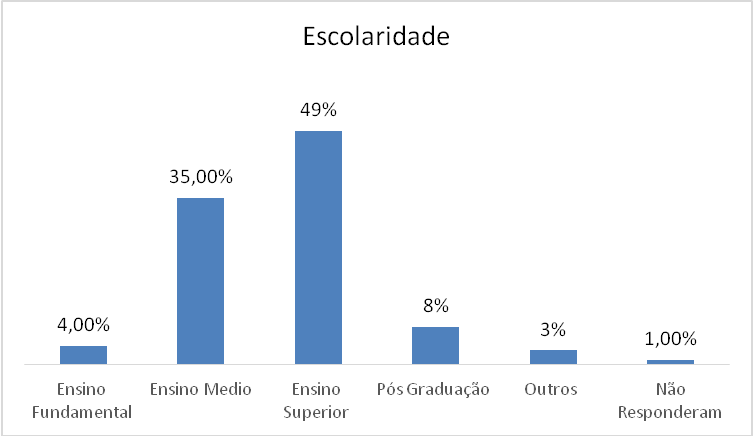 Escolaridade
49%
35,00%
8%
4,00%
3%
1,00%
Ensino Fundamental
Ensino Medio
Ensino Superior
Pós Graduação
Outros
Não Responderam